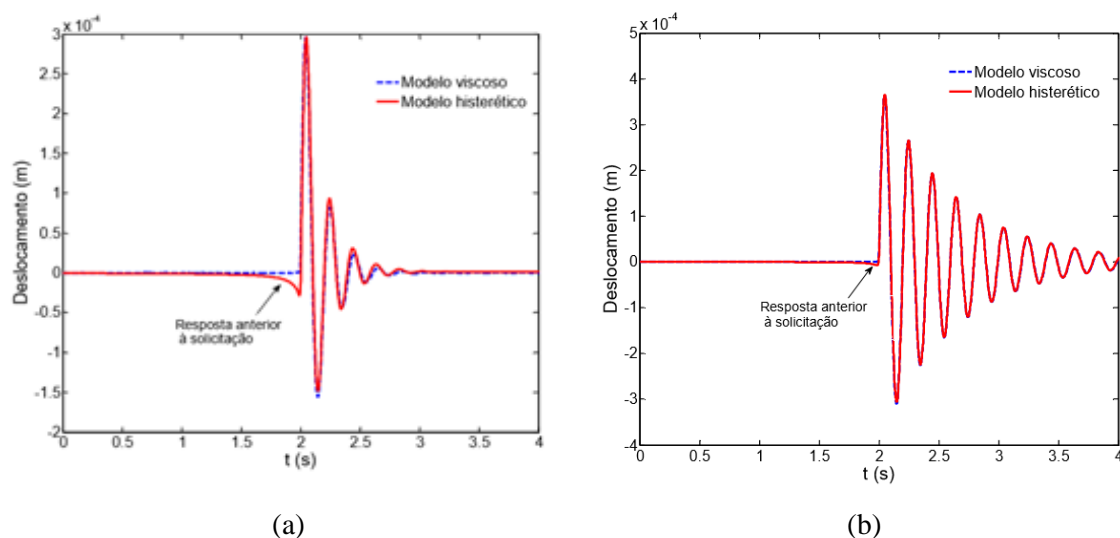 x 10⁻⁴
3
2.5
2
1.5
1
0.5
0
-0.5
-1
-1.5
-2
Deslocamento (m)
Modelo viscoso
Modelo histerético
Resposta anterior
à solicitação
0 0.5 1 1.5 2 2.5 3 3.5 4
t (s)
(a)
x 10⁻⁴
5
4
3
2
1
0
-1
-2
-3
-4
Deslocamento (m)
Modelo viscoso
Modelo histerético
Resposta anterior
à solicitação
0 0.5 1 1.5 2 2.5 3 3.5 4
t (s)
(b)